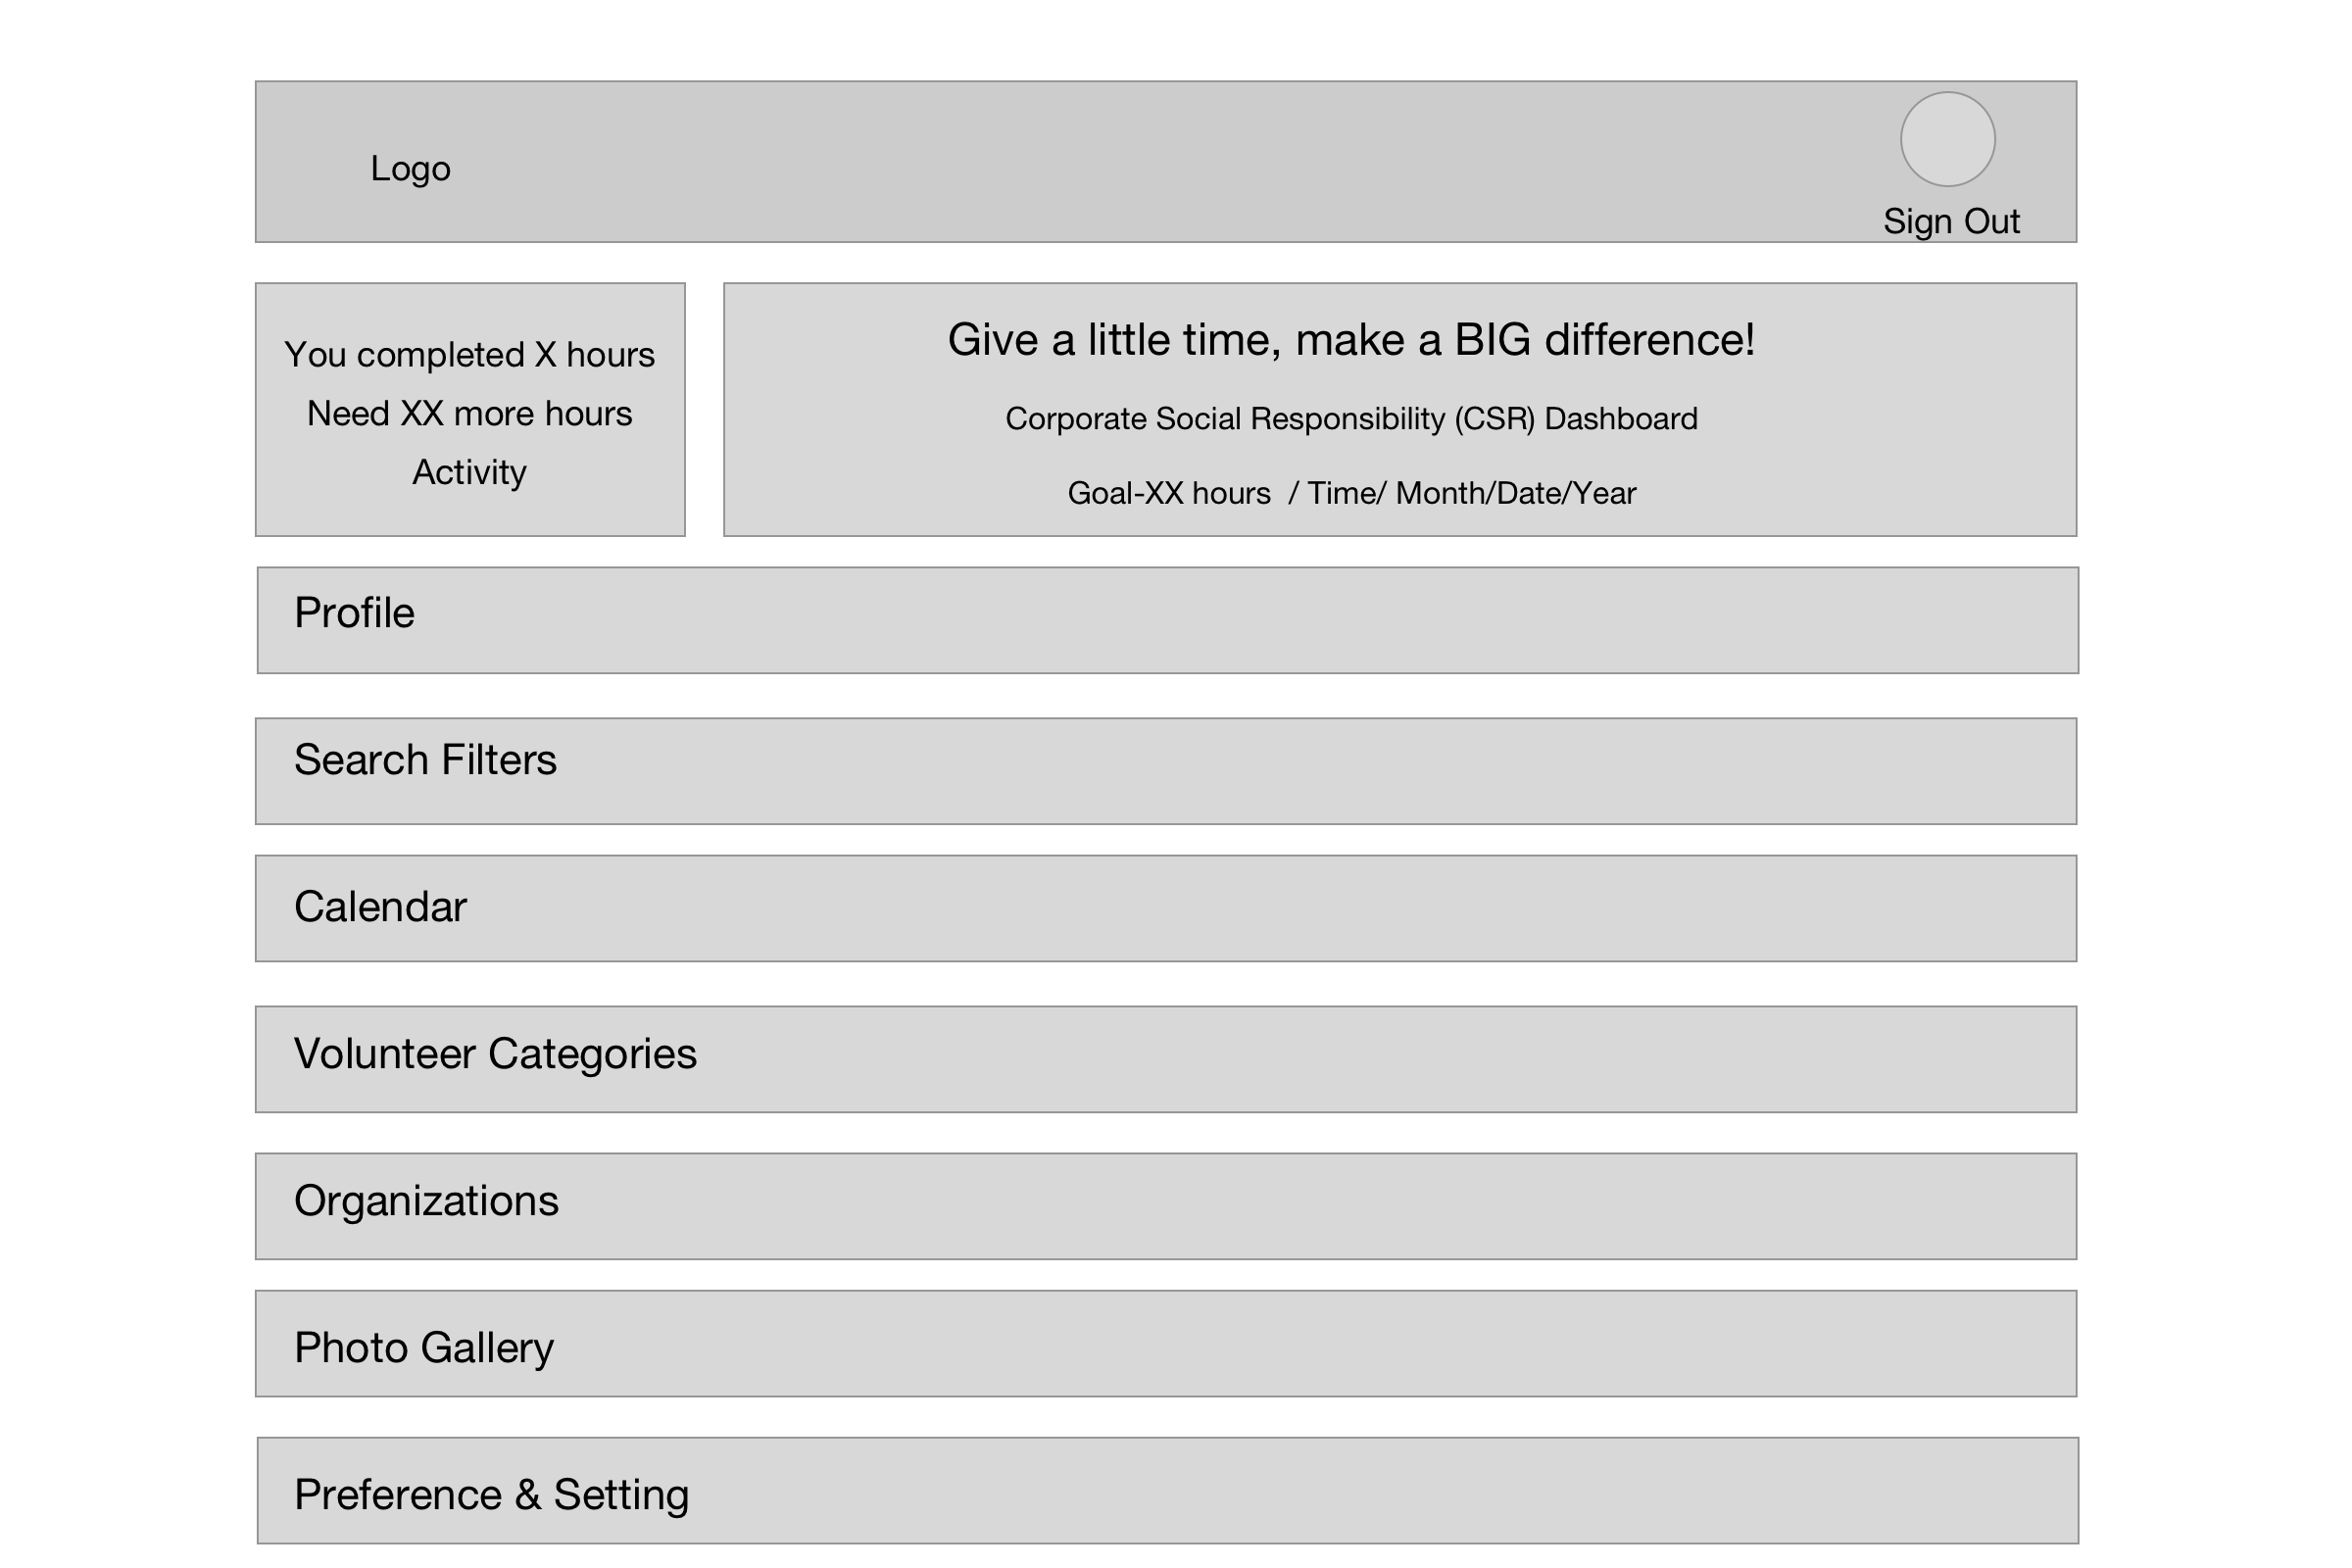 Logo
Sign Out
You completed X hours
Need XX more hours
Activity
Give a little time, make a BIG difference!
Corporate Social Responsibility (CSR) Dashboard
Goal-XX hours  / Time/ Month/Date/Year
Profile
Search Filters
Calendar
Volunteer Categories
Organizations
Photo Gallery
Preference & Setting